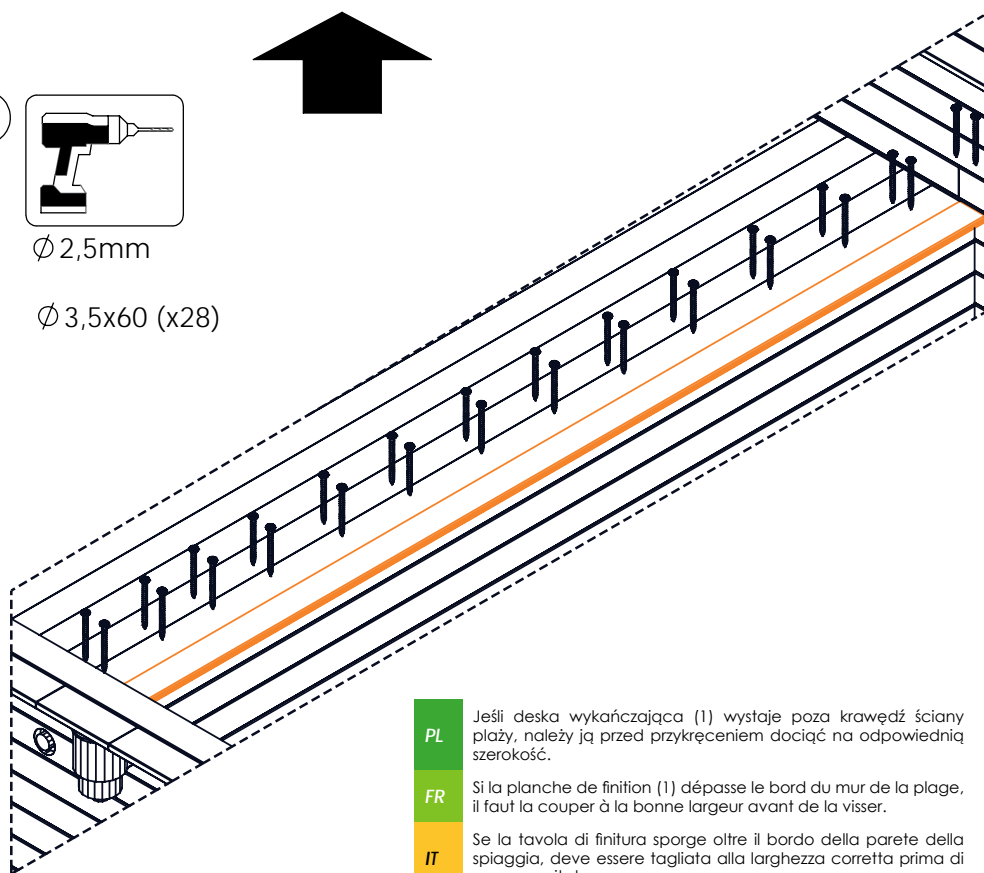 Ø 2,5mm
Ø 3,5x60 (x28)
PL
Jeśli deska wykańczająca (1) wystaje poza krawędź ściany
plaży, należy ją przed przykręceniem dociąć na odpowiednią
szerokość.
FR
Si la planche de finition (1) dépasse le bord du mur de la plage,
il faut la couper à la bonne largeur avant de la visser.
IT
Se la tavola di finitura sporge oltre il bordo della parete della
spiaggia, deve essere tagliata alla larghezza corretta prima di